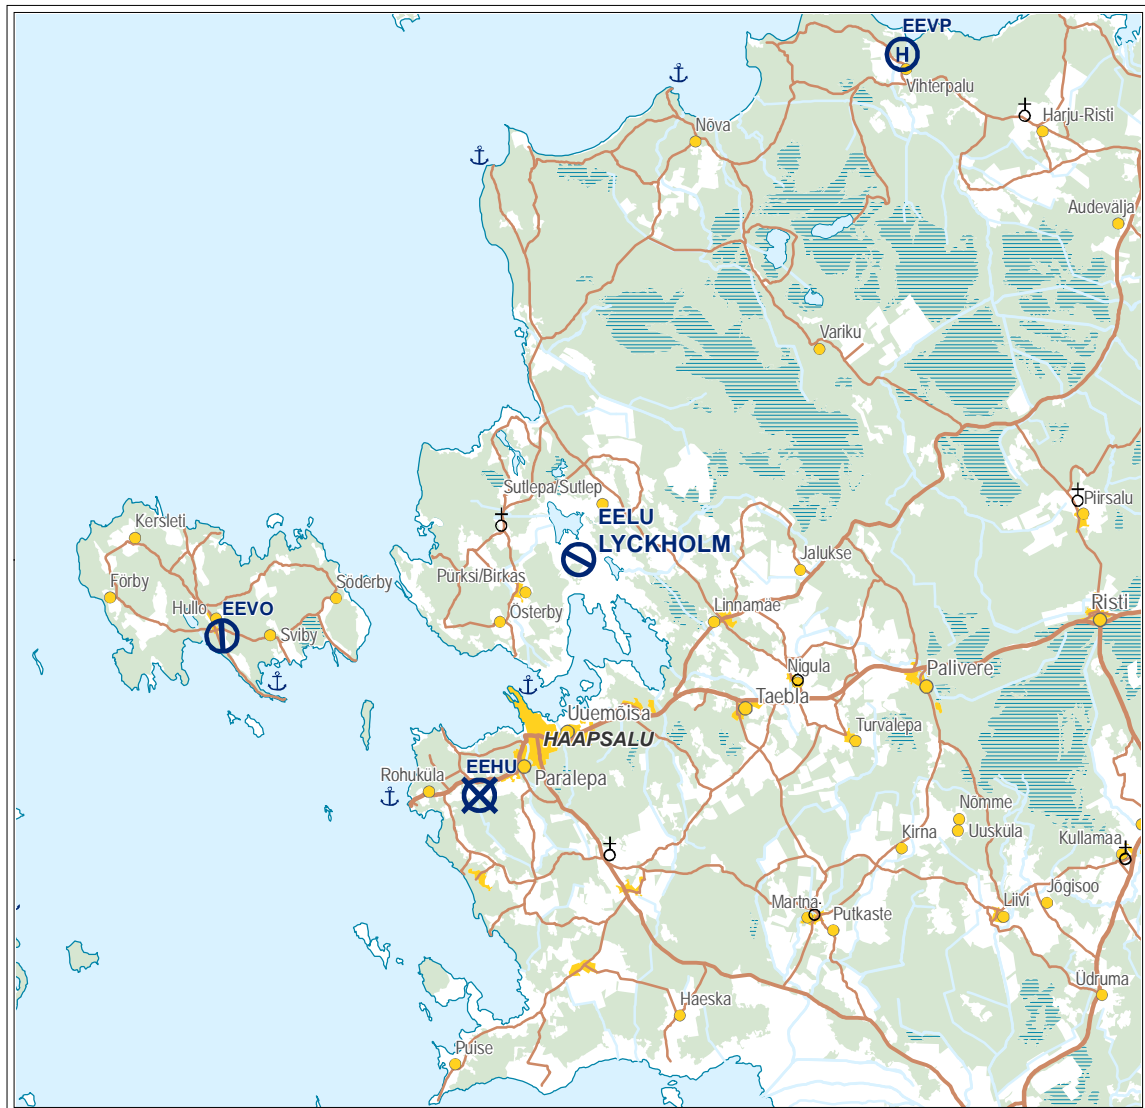 EEVP
H
Vihterpalu
Harju-Risti
Nõva
Audevälja
Variku
Sutlepa/Sutlep
Piirsalu
EELU
LYCKHOLM
Kersleti
Jalukse
Förby
Söderby
Pürksi/Birkas
Hullo
EEVO
Österby
Linnamäe
Risti
Sviby
Nigula
Palivere
Taebla
Uuemõisa
Turvalepa
HAAPSALU
EEHU
Rohuküla
Paralepa
Nõmme
Kirna
Uusküla
Kullamaa
Martna
Putkaste
Liivi
Jõgisoo
Üdruma
Haeska
Puise